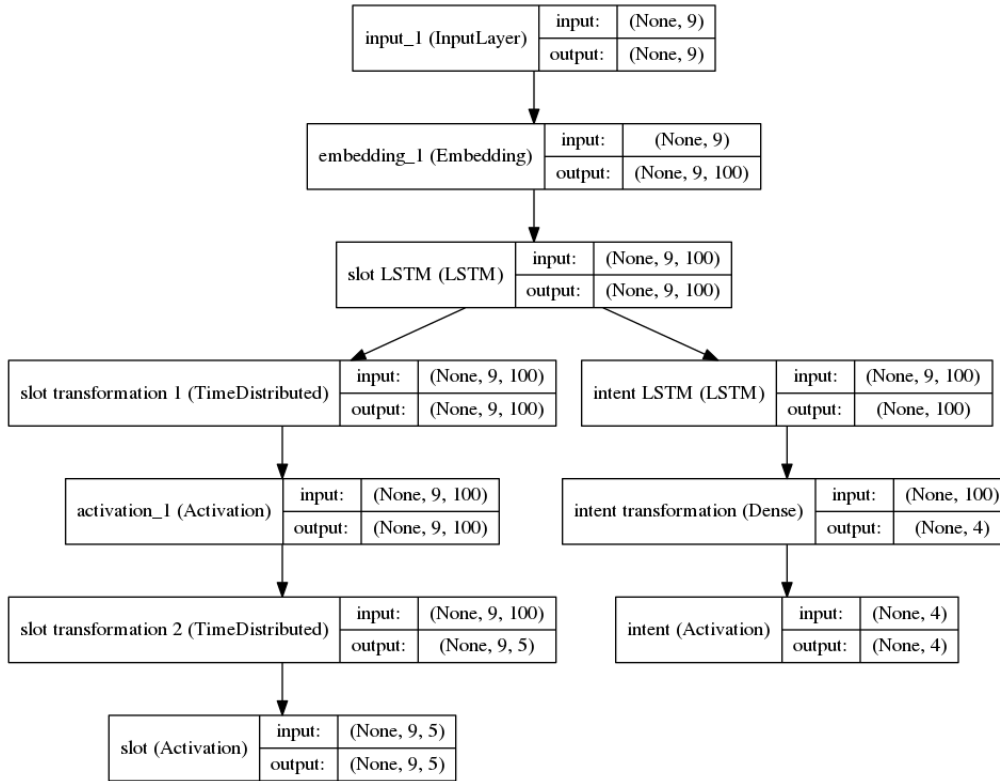 input_1 (InputLayer)
input: (None, 9)
output: (None, 9)
embedding_1 (Embedding)
input: (None, 9)
output: (None, 9, 100)
slot LSTM (LSTM)
input: (None, 9, 100)
output: (None, 9, 100)
slot transformation 1 (TimeDistributed)
input: (None, 9, 100)
output: (None, 9, 100)
intent LSTM (LSTM)
input: (None, 9, 100)
output: (None, 100)
activation_1 (Activation)
input: (None, 9, 100)
output: (None, 9, 100)
intent transformation (Dense)
input: (None, 100)
output: (None, 4)
slot transformation 2 (TimeDistributed)
input: (None, 9, 100)
output: (None, 9, 5)
intent (Activation)
input: (None, 4)
output: (None, 4)
slot (Activation)
input: (None, 9, 5)
output: (None, 9, 5)